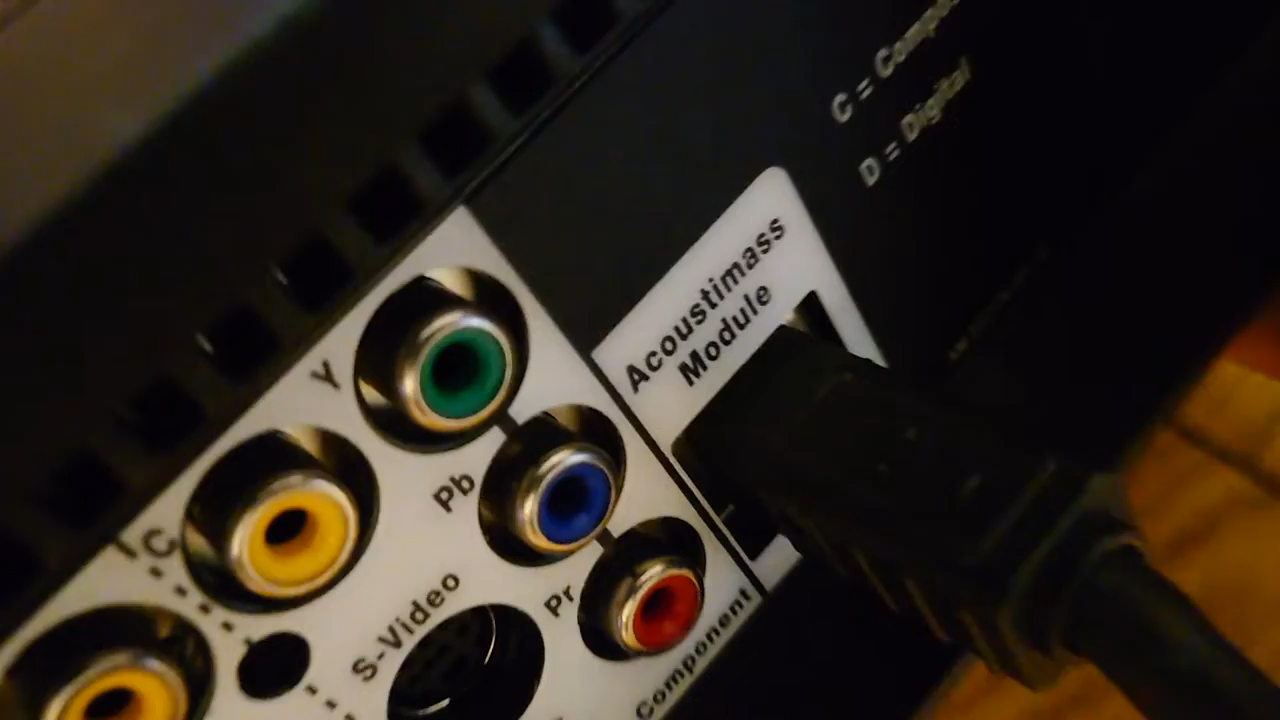 C = Compo
D = Digital
Acoustimass
Module
Y
Pb
Pr
C
S-Video
Component